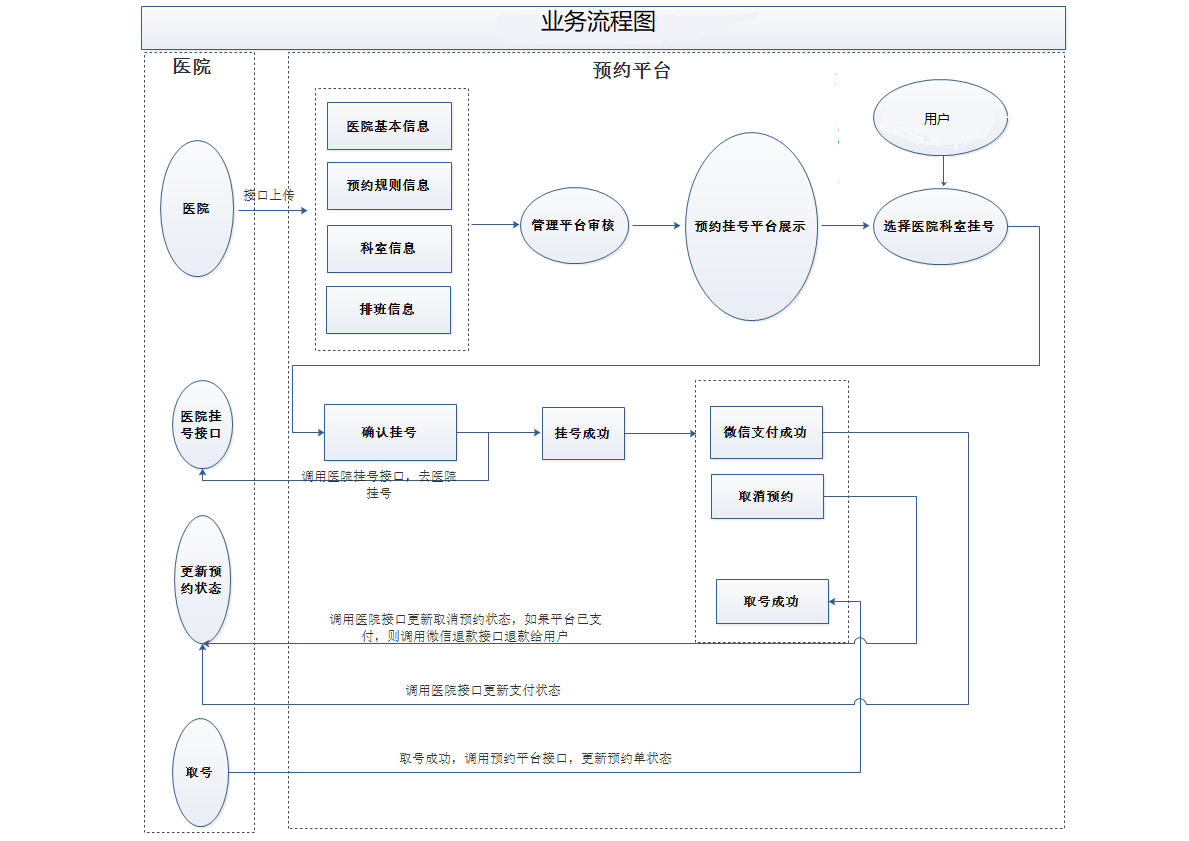 业务流程图
医院
预约平台
医院基本信息
预约规则信息
科室信息
排班信息
医院
接口上传
管理平台审核
预约挂号平台展示
用户
选择医院科室挂号
医院挂
号接口
确认挂号
挂号成功
微信支付成功
取消预约
取号成功
调用医院挂号接口，去医院
挂号
更新预
约状态
调用医院接口更新取消预约状态，如果平台已支
付，则调用微信退款接口退款给用户
调用医院接口更新支付状态
取号
取号成功，调用预约平台接口，更新预约单状态